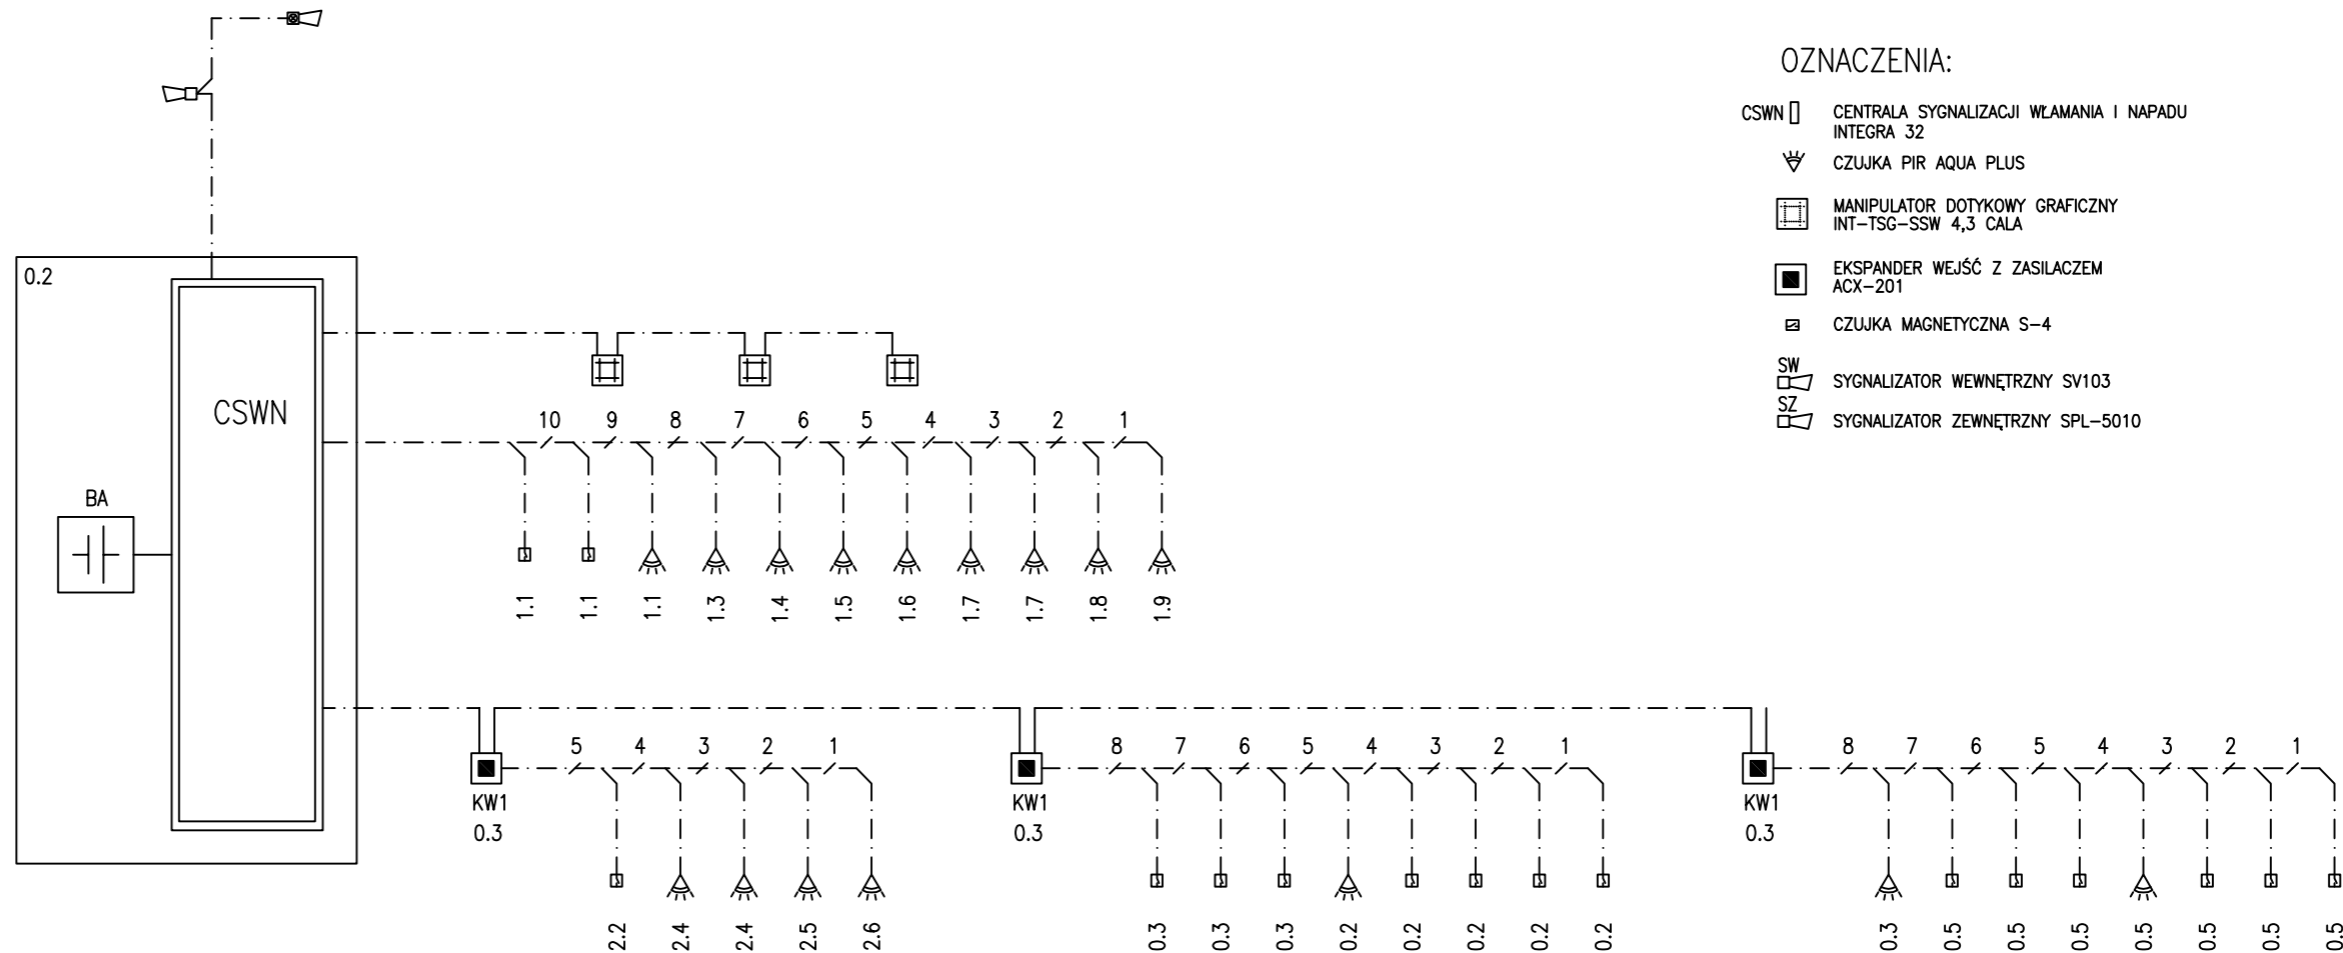 OZNACZENIA:
CSWN CENTRALA SYGNALIZACJI WŁAMANIA I NAPADU
INTEGRA 32
CZUJKA PIR AQUA PLUS
MANIPULATOR DOTYKOWY GRAFICZNY
INT-TSG-SSW 4,3 CALA
EKSPANDER WEJŚĆ Z ZASILACZEM
ACX-201
CZUJKA MAGNETYCZNA S-4
SW
SYGNALIZATOR WEWNĘTRZNY SV103
SZ
SYGNALIZATOR ZEWNĘTRZNY SPL-5010
0.2
CSWN
BA
10 9 8 7 6 5 4 3 2 1
1.1 1.1 1.1 1.3 1.4 1.5 1.6 1.7 1.7 1.8 1.9
5 4 3 2 1
KW1
0.3
2.2 2.4 2.4 2.5 2.6
8 7 6 5 4 3 2 1
KW1
0.3
0.3 0.3 0.3 0.2 0.2 0.2 0.2 0.2
8 7 6 5 4 3 2 1
KW1
0.3
0.3 0.5 0.5 0.5 0.5 0.5 0.5 0.5